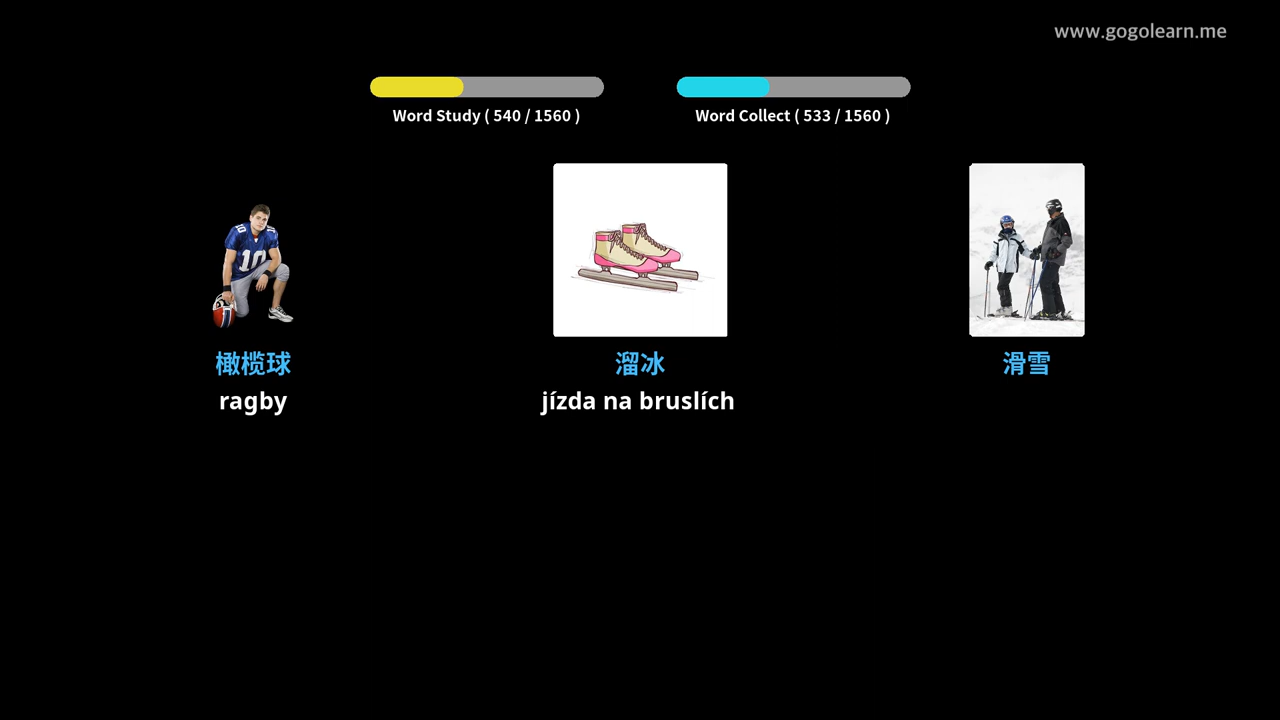 www.gogolearn.me
Word Study ( 540 / 1560 )
Word Collect ( 533 / 1560 )
橄榄球
溜冰
滑雪
ragby
jízda na bruslích